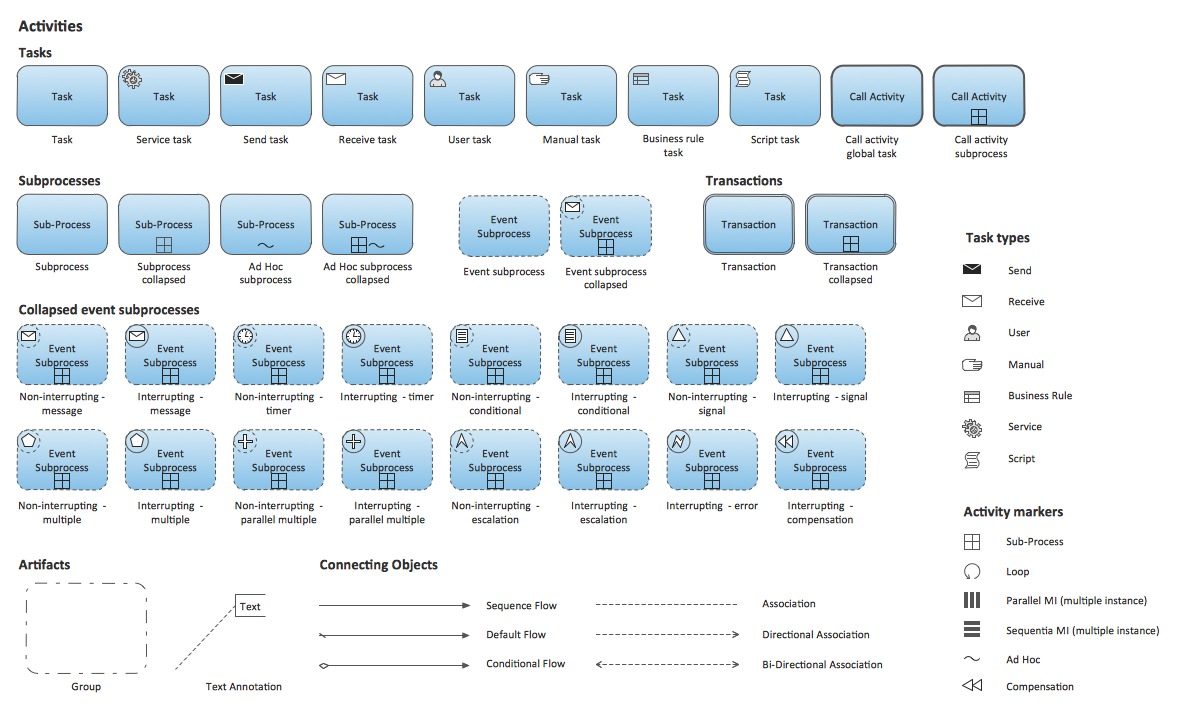 Activities
Tasks
Task Task Task Task Task Task Task Task Call Activity Call Activity
Task Service task Send task Receive task User task Manual task Business rule task Script task Call activity global task Call activity subprocess
Subprocesses
Transactions
Sub-Process Sub-Process Sub-Process Sub-Process Event Subprocess Event Subprocess Transaction Transaction
Subprocess Subprocess collapsed Ad Hoc subprocess Ad Hoc subprocess collapsed Event subprocess Event subprocess collapsed Transaction Transaction collapsed
Collapsed event subprocesses
Event Subprocess Event Subprocess Event Subprocess Event Subprocess Event Subprocess Event Subprocess Event Subprocess Event Subprocess
Non-interrupting - message Interrupting - message Non-interrupting - timer Interrupting - timer Non-interrupting - conditional Interrupting - conditional Non-interrupting - signal Interrupting - signal
Event Subprocess Event Subprocess Event Subprocess Event Subprocess Event Subprocess Event Subprocess Event Subprocess Event Subprocess
Non-interrupting - multiple Interrupting - multiple Non-interrupting - parallel multiple Interrupting - parallel multiple Non-interrupting - escalation Interrupting - escalation Interrupting - error Interrupting - compensation
Artifacts
Text
Group
Text Annotation
Connecting Objects
Sequence Flow
Default Flow
Conditional Flow
Association
Directional Association
Bi-Directional Association
Task types
Send
Receive
User
Manual
Business Rule
Service
Script
Activity markers
Sub-Process
Loop
Parallel MI (multiple instance)
Sequentia MI (multiple instance)
Ad Hoc
Compensation